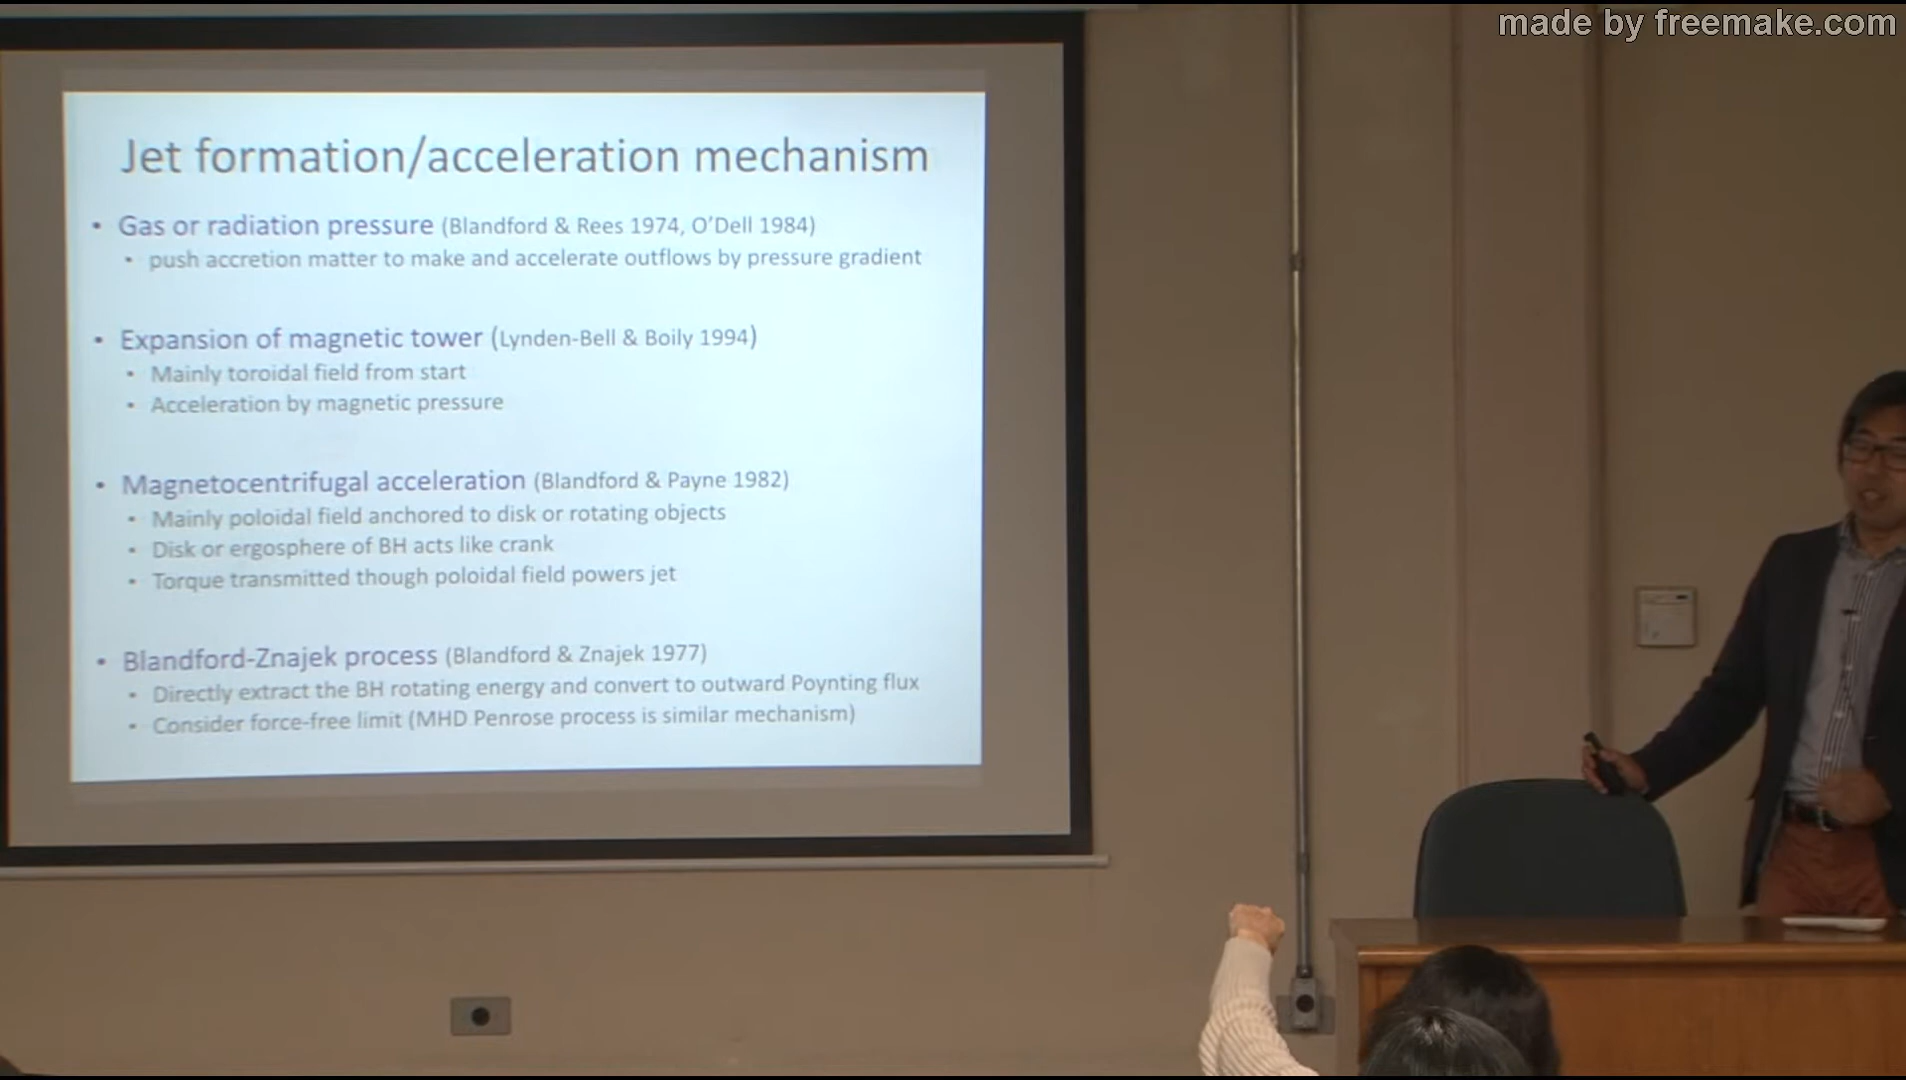 made by freemake.com
Jet formation/acceleration mechanism
• Gas or radiation pressure (Blandford & Rees 1974, O'Dell 1984)
• push accretion matter to make and accelerate outflows by pressure gradient
• Expansion of magnetic tower (Lynden-Bell & Boily 1994)
• Mainly toroidal field from start
• Acceleration by magnetic pressure
• Magnetocentrifugal acceleration (Blandford & Payne 1982)
• Mainly poloidal field anchored to disk or rotating objects
• Disk or ergosphere of BH acts like crank
• Torque transmitted though poloidal field powers jet
• Blandford-Znajek process (Blandford & Znajek 1977)
• Directly extract the BH rotating energy and convert to outward Poynting flux
• Consider force-free limit (MHD Penrose process is similar mechanism)